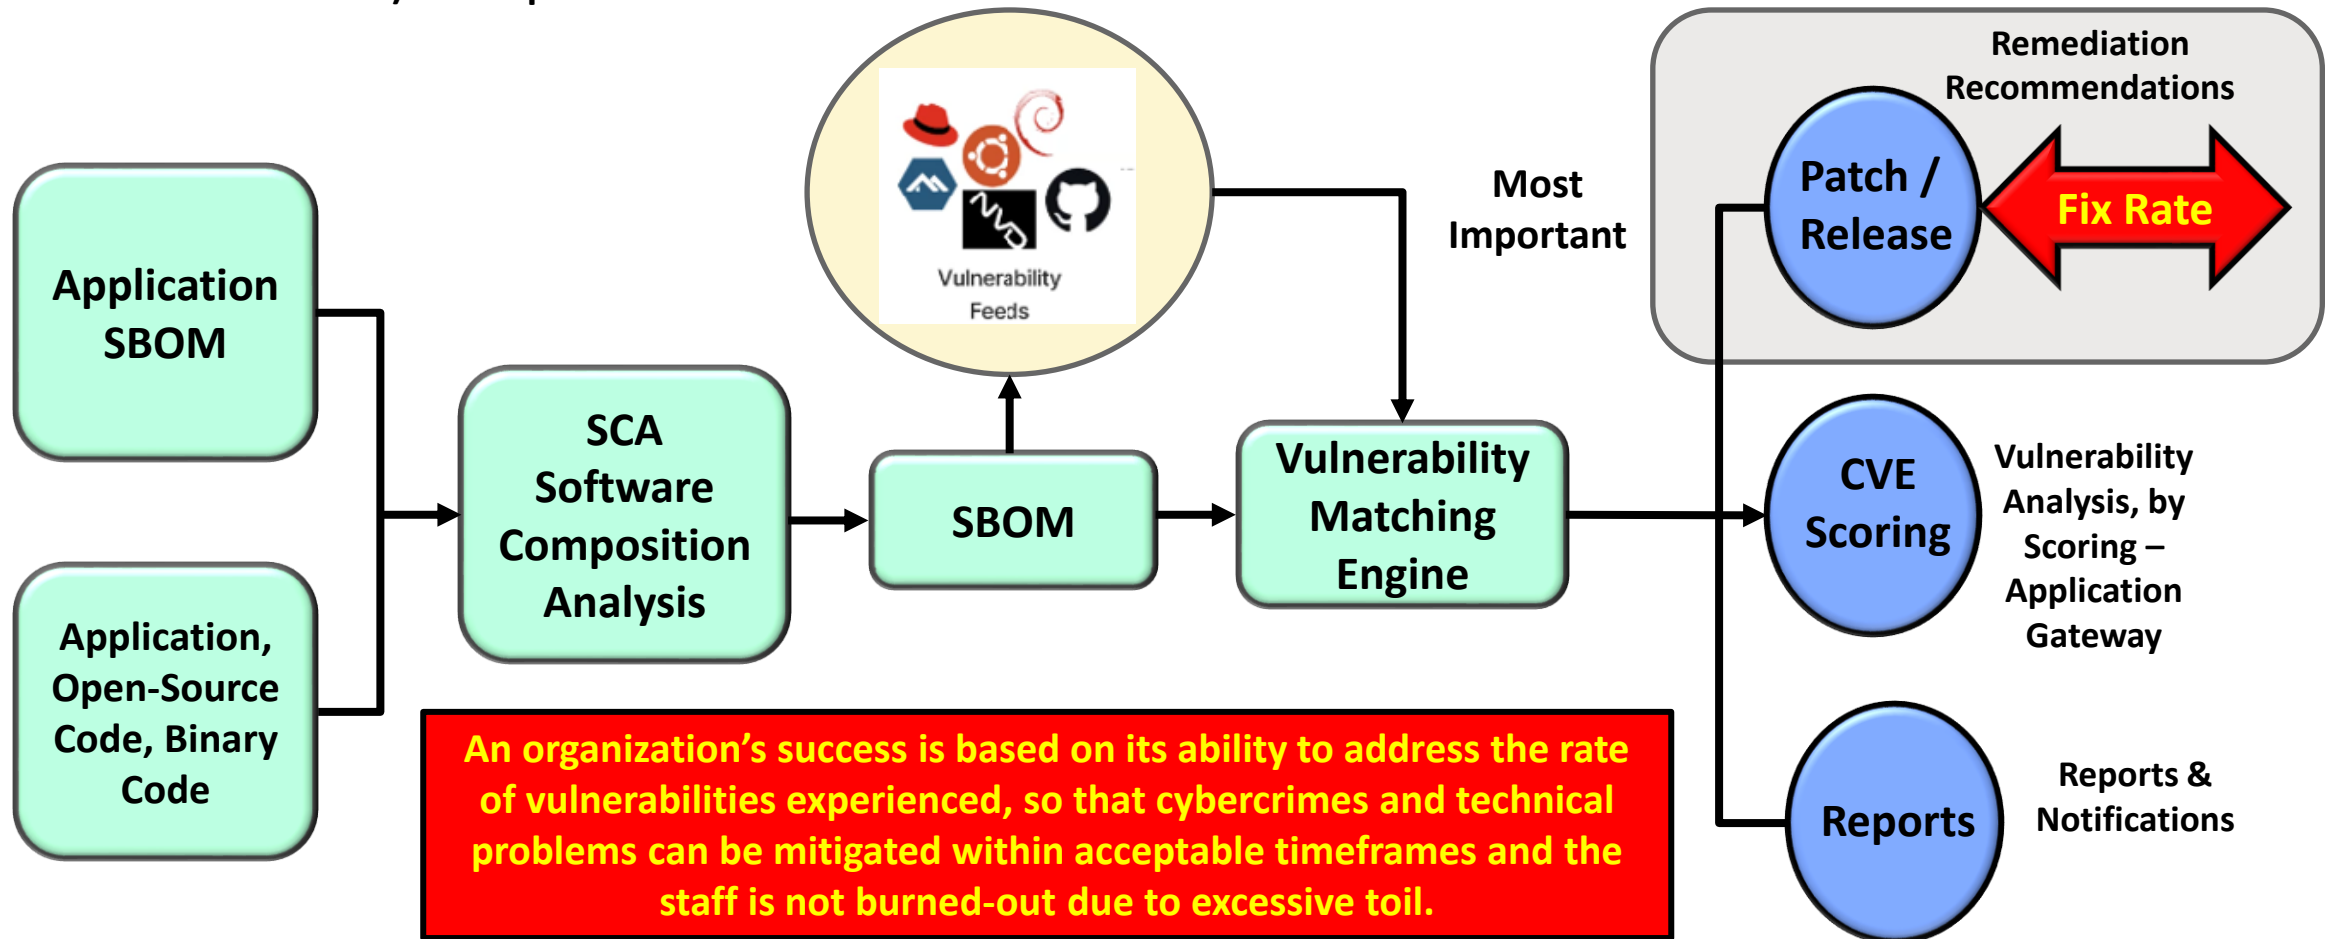 Application
SBOM
Application,
Open-Source
Code, Binary
Code
SCA
Software
Composition
Analysis
SBOM
NVD
Vulnerability
Feeds
Vulnerability
Matching
Engine
Most
Important
Remediation
Recommendations
Patch /
Release
Fix Rate
CVE
Scoring
Vulnerability
Analysis, by
Scoring –
Application
Gateway
Reports
Reports &
Notifications
An organization’s success is based on its ability to address the rate
of vulnerabilities experienced, so that cybercrimes and technical
problems can be mitigated within acceptable timeframes and the
staff is not burned-out due to excessive toil.